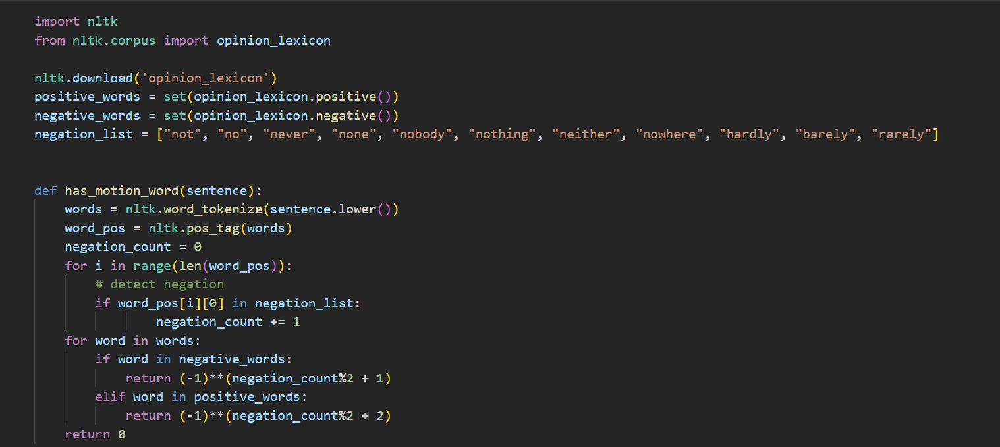 import nltk
from nltk.corpus import opinion_lexicon
nltk.download('opinion_lexicon')
positive_words = set(opinion_lexicon.positive())
negative_words = set(opinion_lexicon.negative())
negation_list = ["not", "no", "never", "none", "nobody", "nothing", "neither", "nowhere", "hardly", "barely", "rarely"]
def has_motion_word(sentence):
    words = nltk.word_tokenize(sentence.lower())
    word_pos = nltk.pos_tag(words)
    negation_count = 0
    for i in range(len(word_pos)):
        # detect negation
        if word_pos[i][0] in negation_list:
                negation_count += 1
    for word in words:
        if word in negative_words:
            return (-1)**(negation_count%2 + 1)
        elif word in positive_words:
            return (-1)**(negation_count%2 + 2)
    return 0